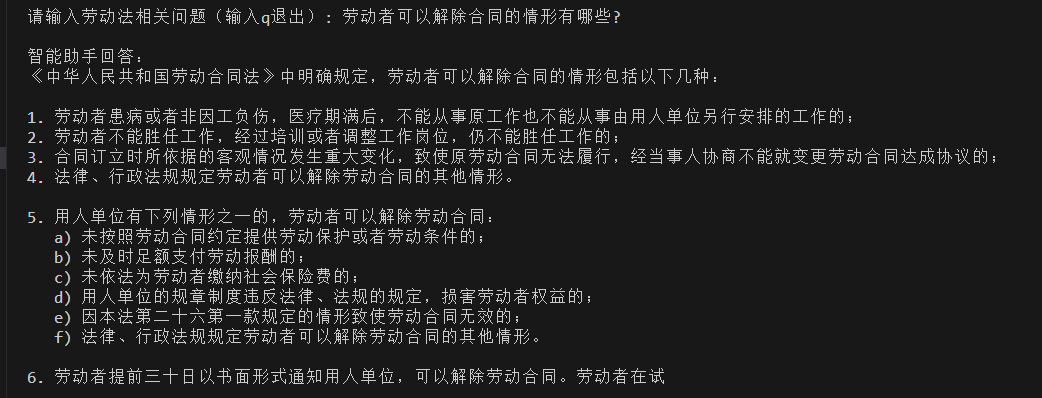 请输入劳动法相关问题（输入q退出）: 劳动者可以解除合同的情形有哪些?
智能助手回答:
《中华人民共和国劳动合同法》中明确规定，劳动者可以解除合同的情形包括以下几种:
1. 劳动者患病或者非因工负伤，医疗期满后，不能从事原工作也不能从事由用人单位另行安排的工作的;
2. 劳动者不能胜任工作，经过培训或者调整工作岗位，仍不能胜任工作的;
3. 合同订立时所依据的客观情况发生重大变化，致使原劳动合同无法履行，经当事人协商不能就变更劳动合同达成协议的;
4. 法律、行政法规规定劳动者可以解除劳动合同的其他情形。
5. 用人单位有下列情形之一的，劳动者可以解除劳动合同:
a) 未按照劳动合同约定提供劳动保护或者劳动条件的;
b) 未及时足额支付劳动报酬的;
c) 未依法为劳动者缴纳社会保险费的;
d) 用人单位的规章制度违反法律、法规的规定，损害劳动者权益的;
e) 因本法第二十六第一款规定的情形致使劳动合同无效的;
f) 法律、行政法规规定劳动者可以解除劳动合同的其他情形。
6. 劳动者提前三十日以书面形式通知用人单位，可以解除劳动合同。劳动者在试